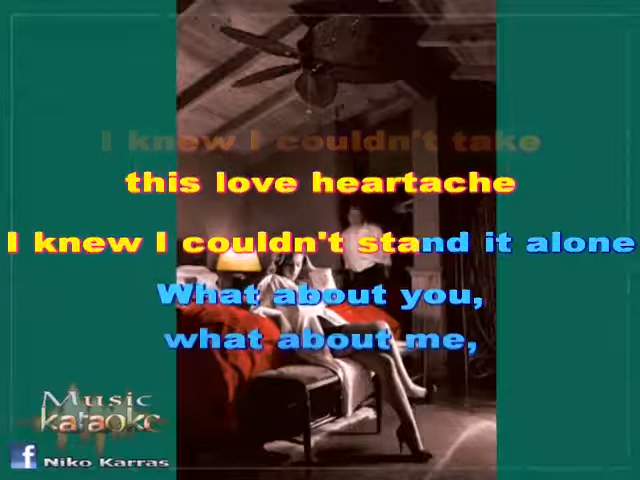 I knew I couldn't take
this love heartache
I knew I couldn't stand it alone
What about you,
what about me,
Music
karaoke
Niko Karras